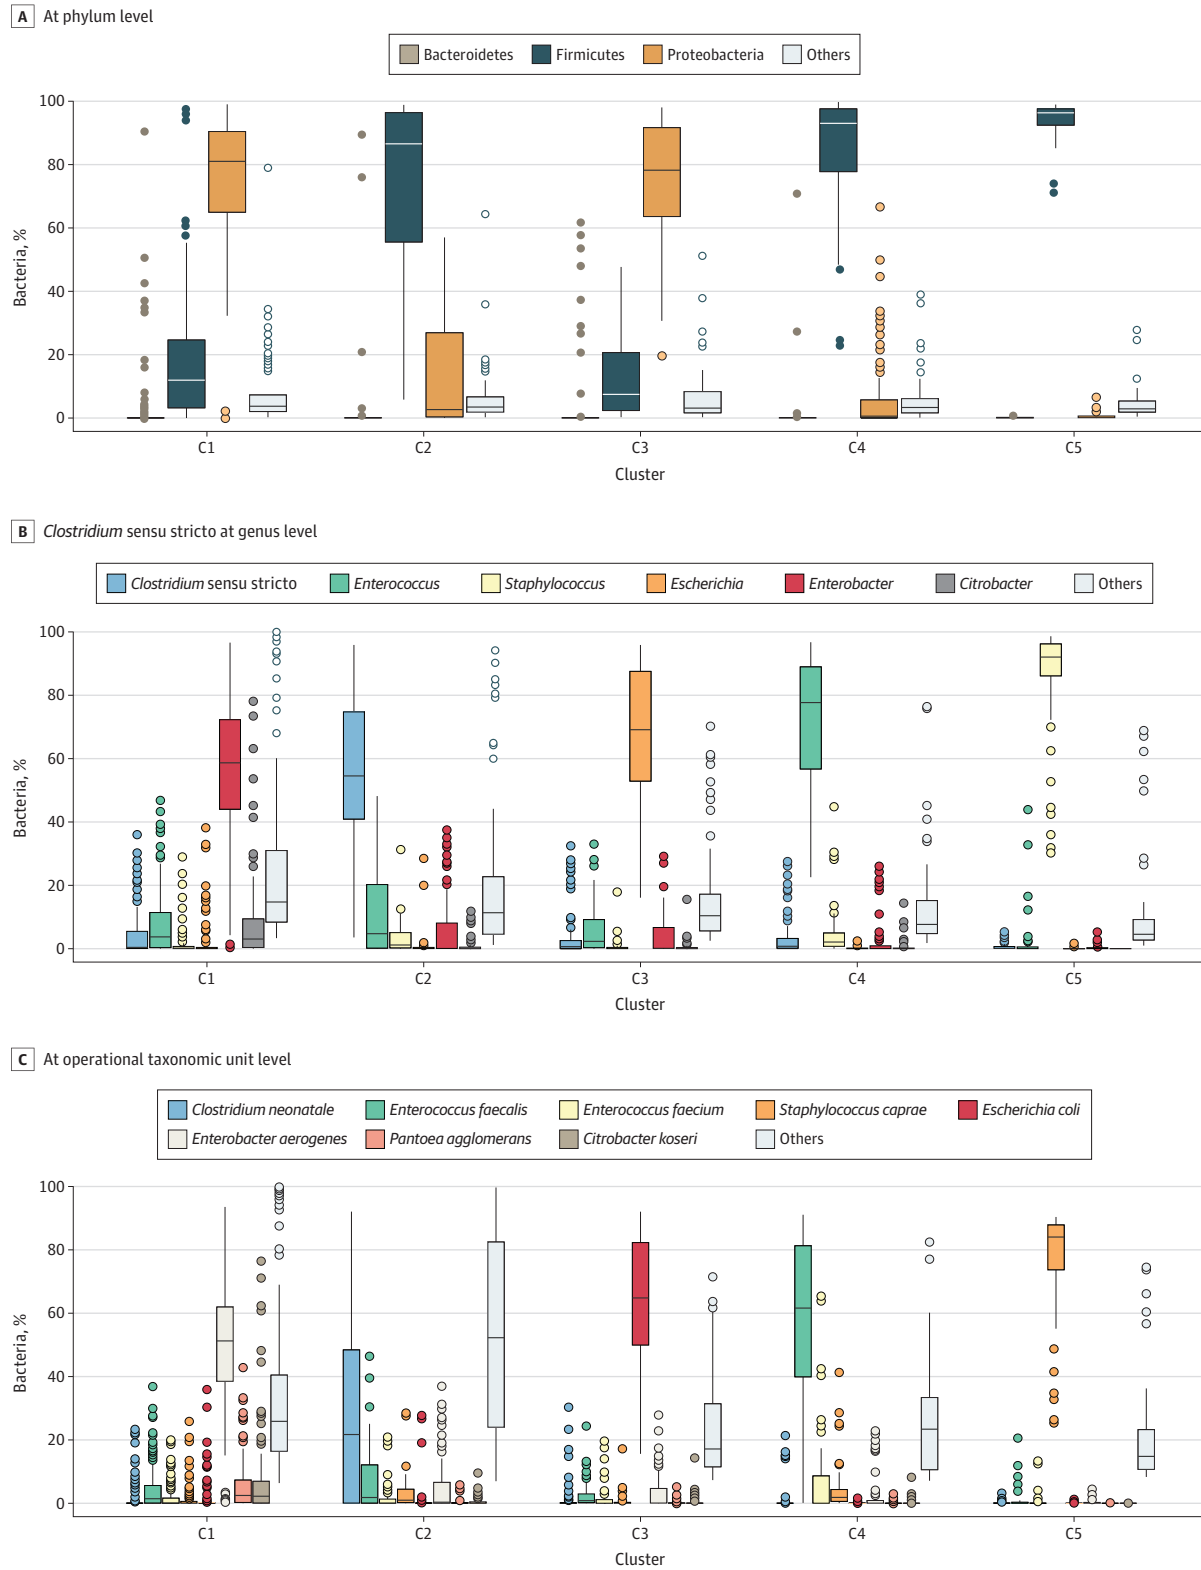 A At phylum level
Bacteroidetes Firmicutes Proteobacteria Others
100
80
60
40
20
0
Bacteria, %
C1 C2 C3 C4 C5
Cluster
B Clostridium sensu stricto at genus level
Clostridium sensu stricto Enterococcus Staphylococcus Escherichia Enterobacter Citrobacter Others
100
80
60
40
20
0
Bacteria, %
C1 C2 C3 C4 C5
Cluster
C At operational taxonomic unit level
Clostridium neonatale Enterococcus faecalis Enterococcus faecium Staphylococcus caprae Escherichia coli
Enterobacter aerogenes Pantoea agglomerans Citrobacter koseri Others
100
80
60
40
20
0
Bacteria, %
C1 C2 C3 C4 C5
Cluster